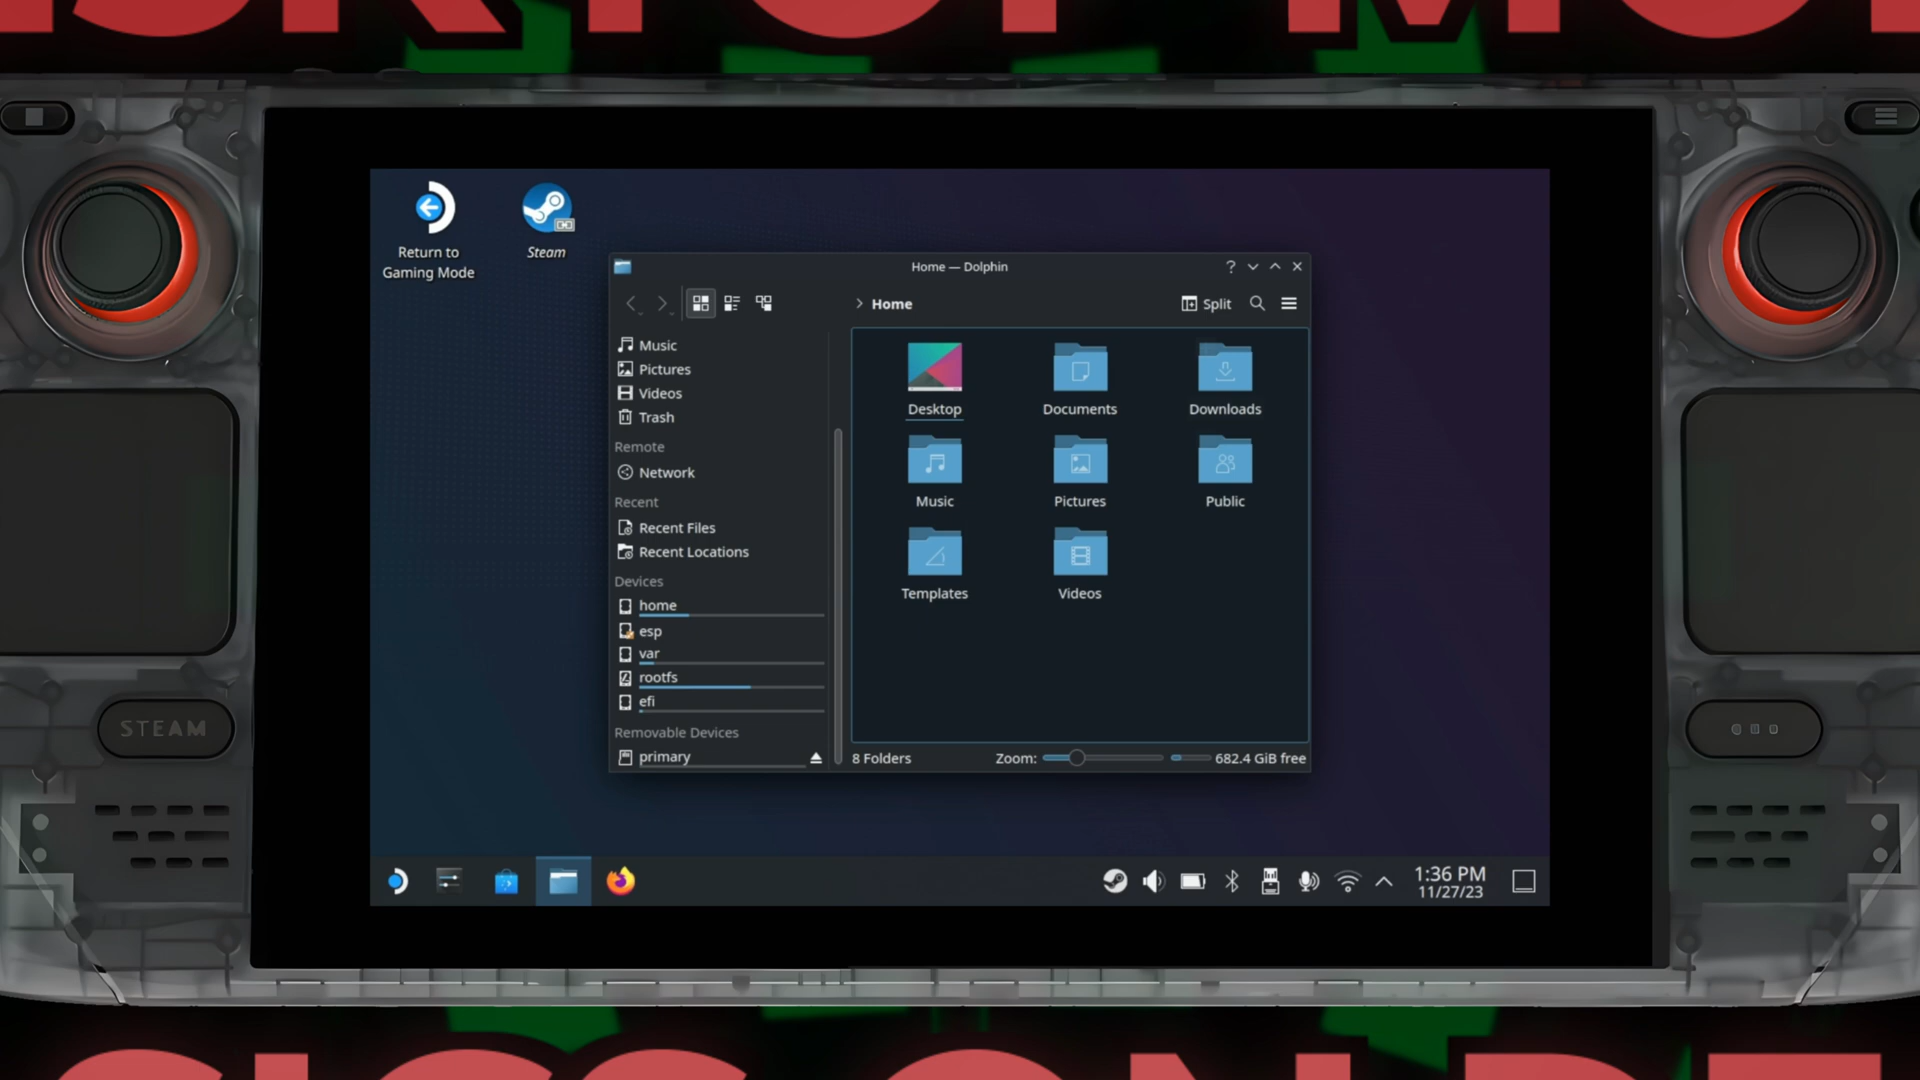 Return to
Gaming Mode
Steam
Home — Dolphin
Home
Split
Music
Pictures
Videos
Trash
Remote
Network
Recent
Recent Files
Recent Locations
Devices
home
esp
var
rootfs
efi
Removable Devices
primary
Desktop
Documents
Downloads
Music
Pictures
Public
Templates
Videos
8 Folders
Zoom:
682.4 GiB free
STEAM
1:36 PM
11/27/23